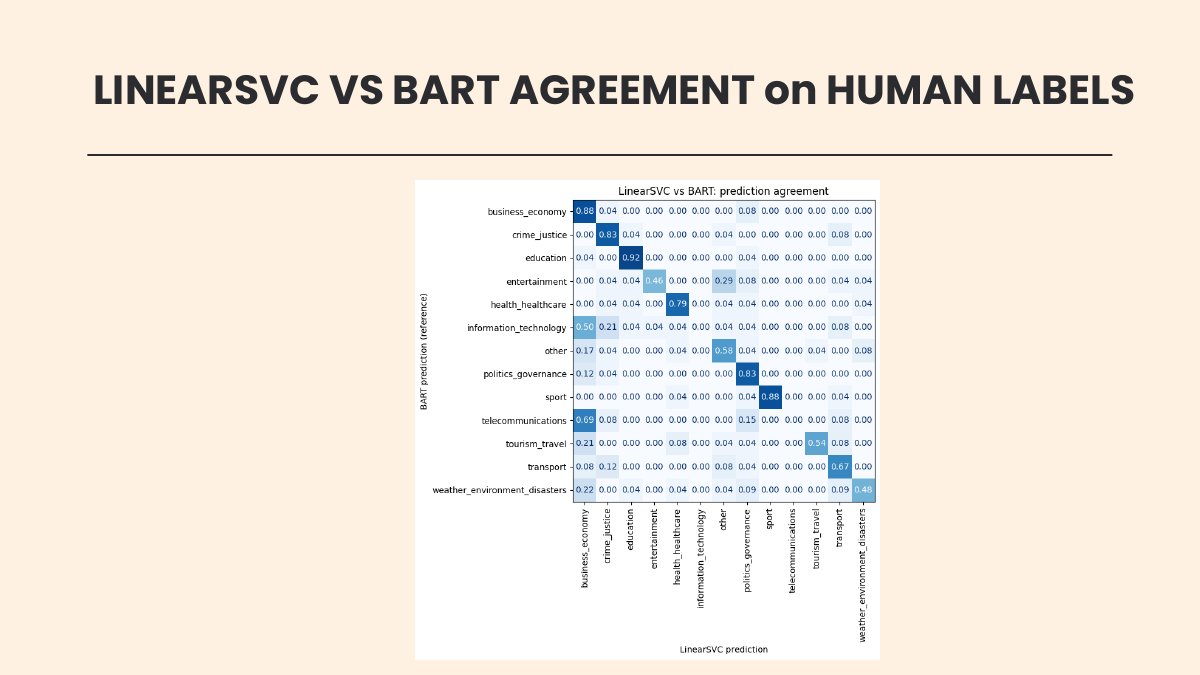 LINEARSVC VS BART AGREEMENT on HUMAN LABELS
LinearSVC vs BART: prediction agreement
BART prediction (reference)
business_economy 0.88 0.04 0.00 0.00 0.00 0.00 0.00 0.08 0.00 0.00 0.00 0.00 0.00
crime_justice 0.00 0.83 0.04 0.00 0.00 0.00 0.04 0.00 0.00 0.00 0.00 0.08 0.00
education 0.04 0.00 0.92 0.00 0.00 0.00 0.00 0.04 0.00 0.00 0.00 0.00 0.00
entertainment 0.00 0.04 0.04 0.46 0.00 0.00 0.29 0.08 0.00 0.00 0.00 0.04 0.04
health_healthcare 0.00 0.04 0.04 0.00 0.79 0.00 0.04 0.04 0.00 0.00 0.00 0.00 0.04
information_technology 0.50 0.21 0.04 0.04 0.04 0.00 0.04 0.04 0.00 0.00 0.00 0.08 0.00
other 0.17 0.04 0.00 0.00 0.04 0.00 0.58 0.04 0.00 0.00 0.04 0.00 0.08
politics_governance 0.12 0.04 0.00 0.00 0.00 0.00 0.00 0.83 0.00 0.00 0.00 0.00 0.00
sport 0.00 0.00 0.00 0.00 0.04 0.00 0.00 0.04 0.88 0.00 0.00 0.04 0.00
telecommunications 0.69 0.08 0.00 0.00 0.00 0.00 0.00 0.15 0.00 0.00 0.00 0.08 0.00
tourism_travel 0.21 0.00 0.00 0.00 0.08 0.00 0.04 0.04 0.00 0.00 0.54 0.08 0.00
transport 0.08 0.12 0.00 0.00 0.00 0.00 0.08 0.04 0.00 0.00 0.00 0.67 0.00
weather_environment_disasters 0.22 0.00 0.04 0.00 0.04 0.00 0.04 0.09 0.00 0.00 0.00 0.09 0.48
business_economy
crime_justice
education
entertainment
health_healthcare
information_technology
other
politics_governance
sport
telecommunications
tourism_travel
transport
weather_environment_disasters
LinearSVC prediction